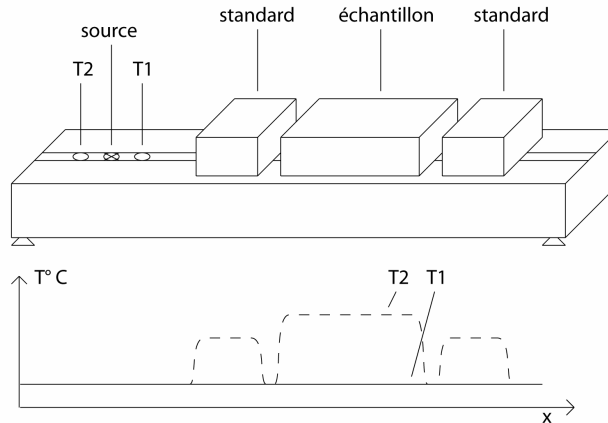 standard
échantillon
standard
source
T2
T1
T° C
T2
T1
x